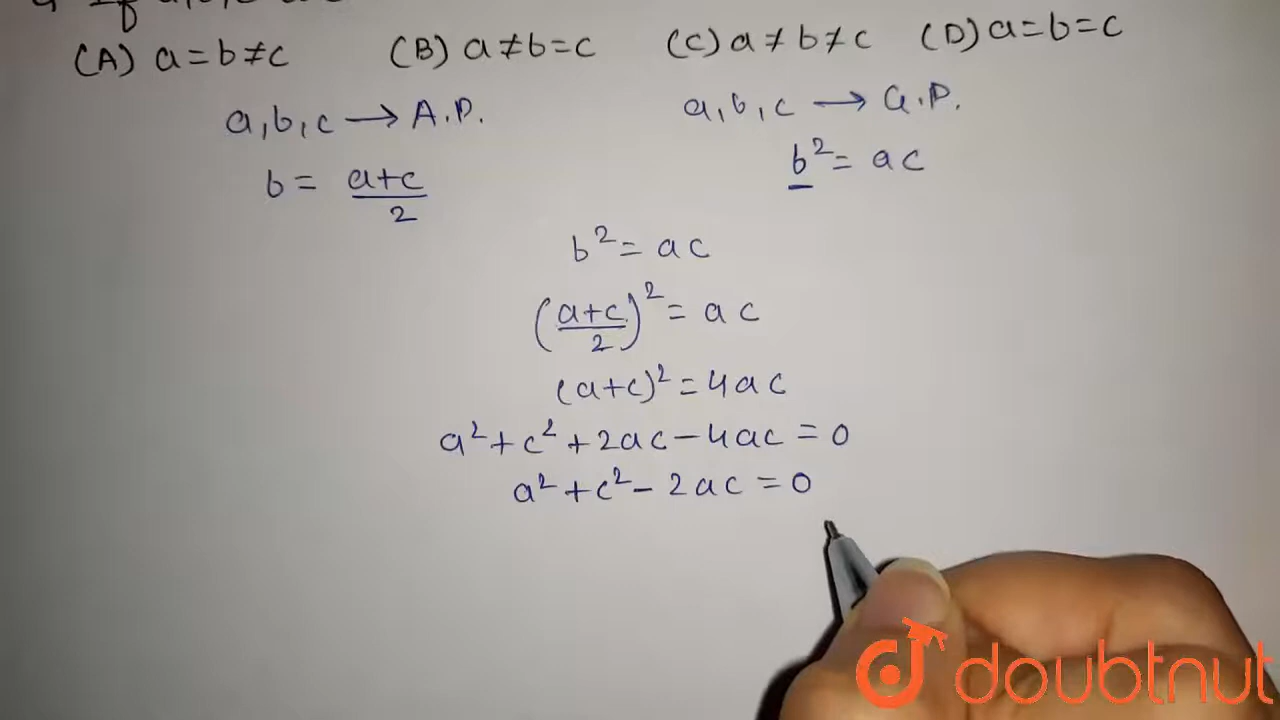 If a,b,c
(A) a=b≠c (B) a≠b=c (C) a≠b≠c (D) a=b=c
a,b,c → A.P. a,b,c → G.P.
b = a+c/2 b² = ac
b² = ac
(a+c/2)² = ac
(a+c)² = 4ac
a² + c² + 2ac - 4ac = 0
a² + c² - 2ac = 0
doubtnut